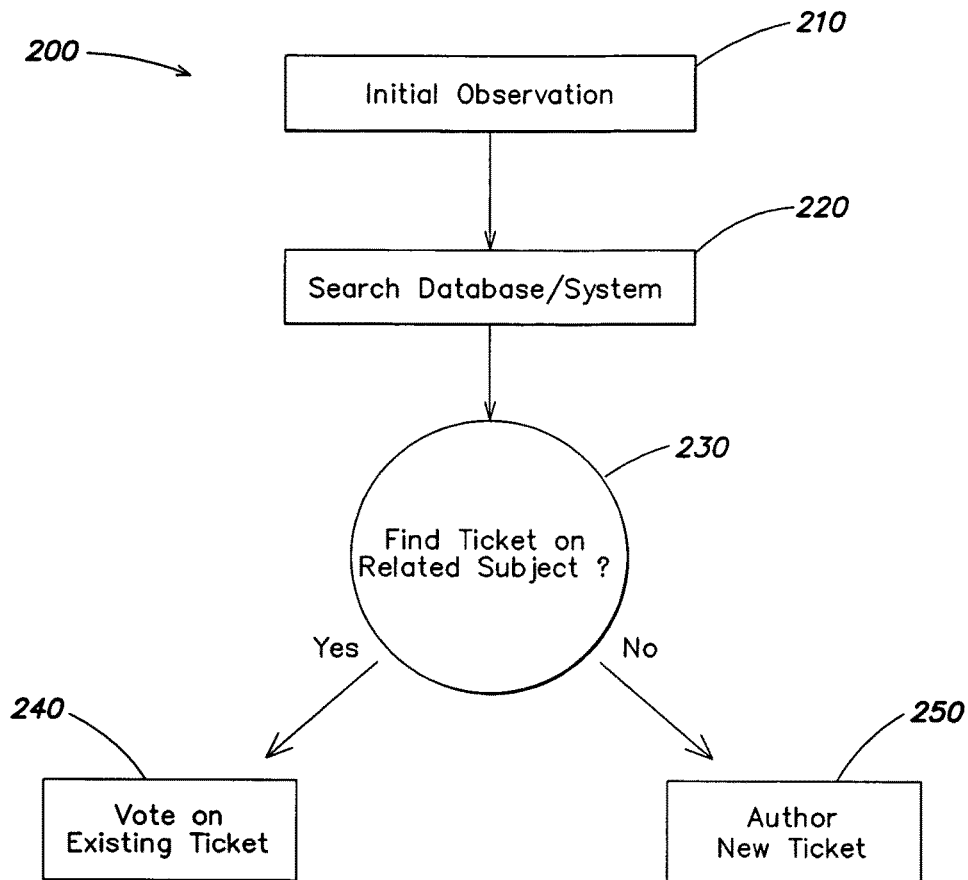 200
210
Initial Observation
220
Search Database/System
230
Find Ticket on
Related Subject ?
Yes
No
240
250
Vote on
Existing Ticket
Author
New Ticket